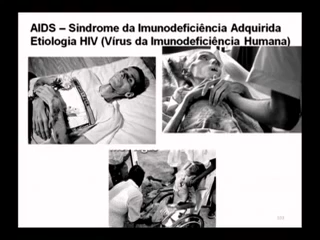 AIDS – Síndrome da Imunodeficiência Adquirida
Etiologia HIV (Vírus da Imunodeficiência Humana)